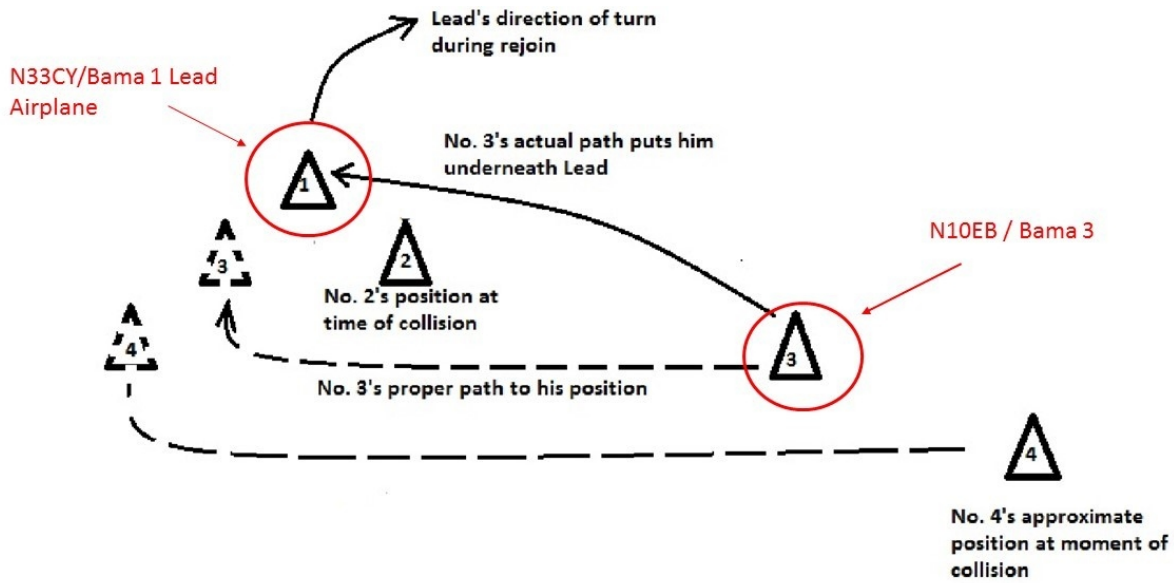 Lead's direction of turn
during rejoin
N33CY/Bama 1 Lead
Airplane
No. 3's actual path puts him
underneath Lead
1
N10EB / Bama 3
3
2
No. 2's position at
time of collision
4
3
No. 3's proper path to his position
4
No. 4's approximate
position at moment of
collision